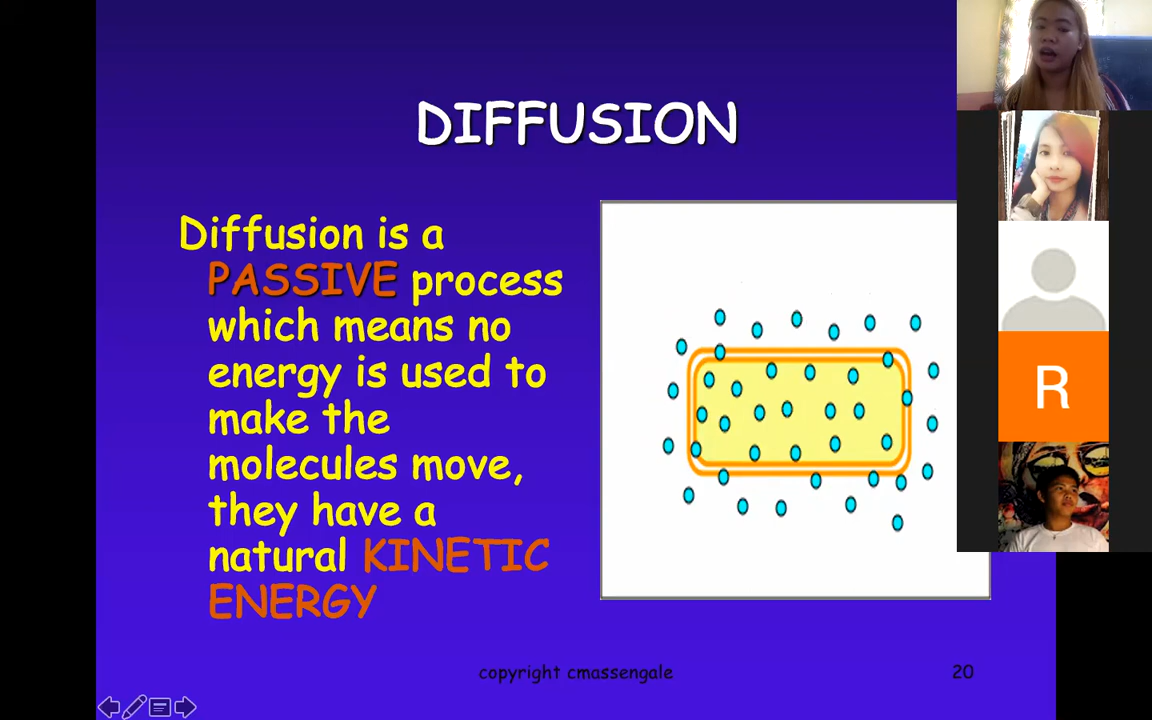 DIFFUSION
Diffusion is a
PASSIVE process
which means no
energy is used to
make the
molecules move,
they have a
natural KINETIC
ENERGY
R
copyright cmassengale
20